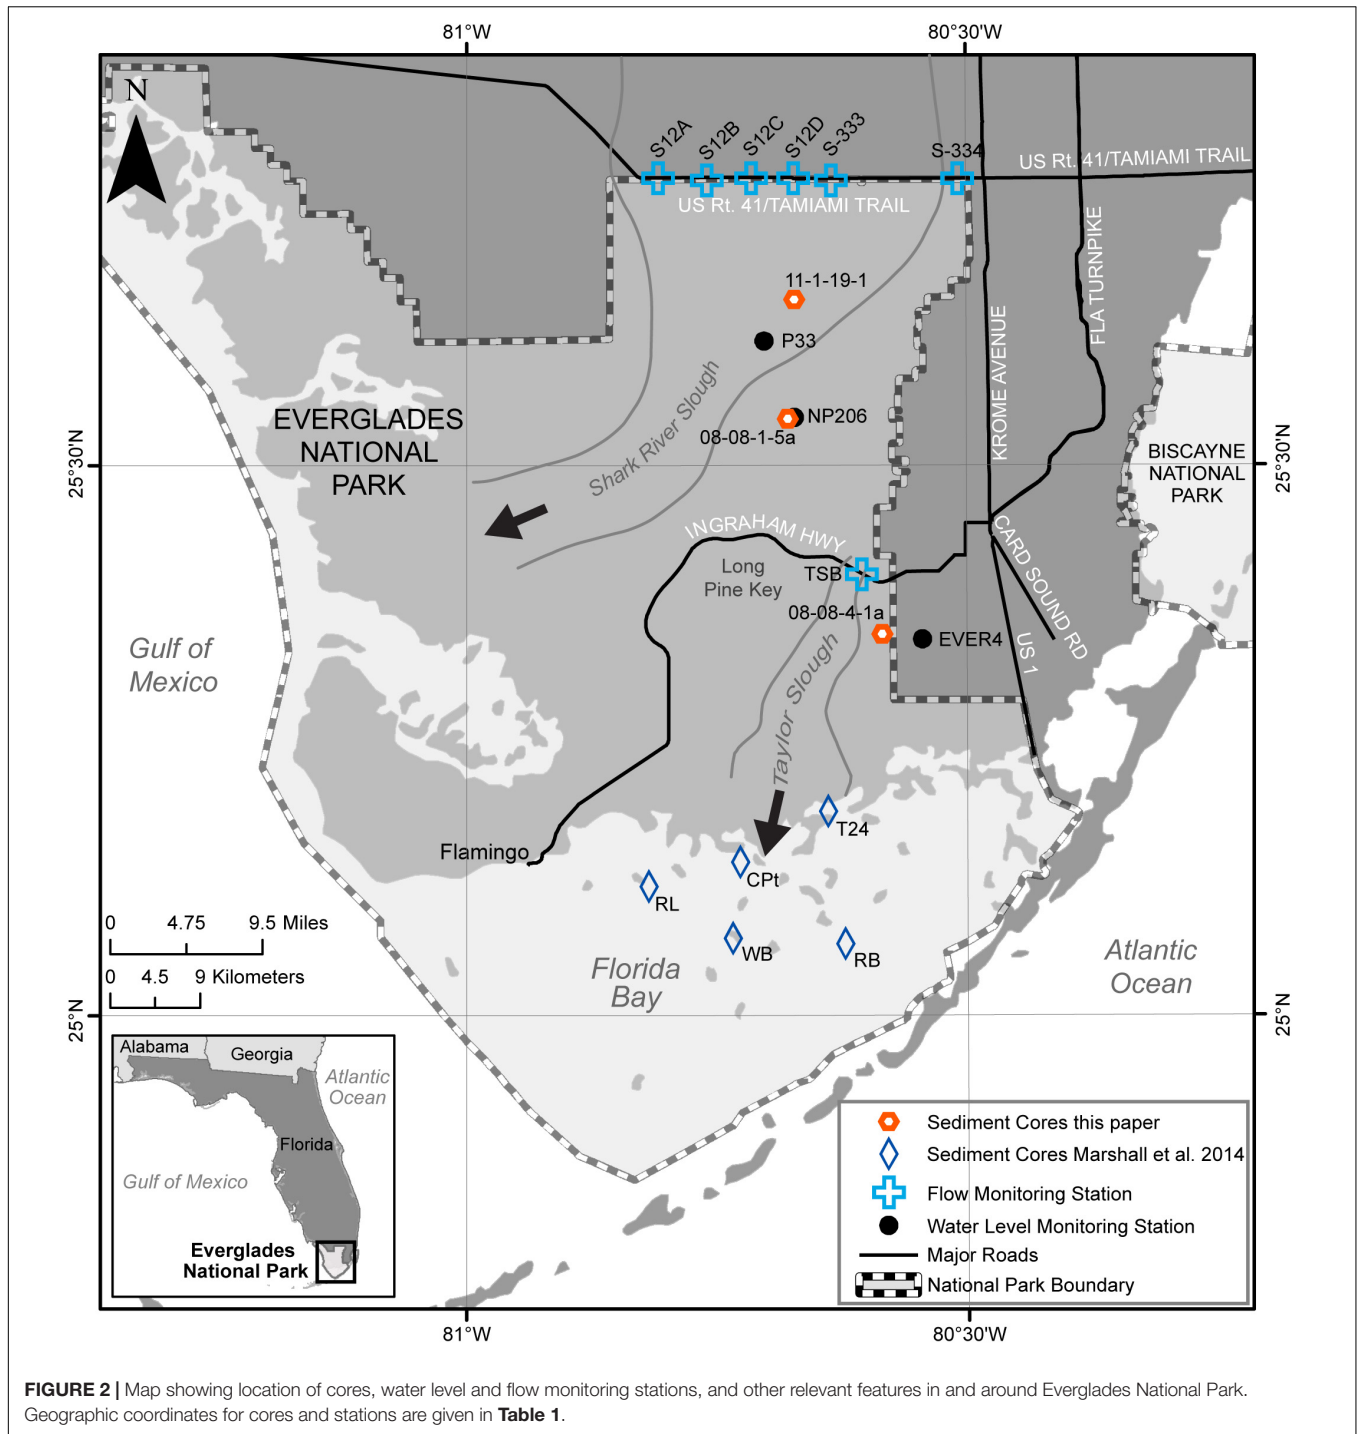 81°W
80°30'W
N
S12A
S12B
S12C
S12D
S-333
S-334
US Rt. 41/TAMIAMI TRAIL
US Rt. 41/TAMIAMI TRAIL
KROME AVENUE
FLA TURNPIKE
11-1-19-1
P33
NP206
08-08-1-5a
EVERGLADES
NATIONAL
PARK
Shark River Slough
25°30'N
25°30'N
BISCAYNE
NATIONAL
PARK
INGRAHAM HWY
CARD SOUND RD
Long
Pine Key
TSB
08-08-4-1a
EVER4
US 1
Gulf of
Mexico
Taylor Slough
T24
Flamingo
CPt
RL
WB
RB
0 4.75 9.5 Miles
0 4.5 9 Kilometers
Florida
Bay
Atlantic
Ocean
25°N
25°N
Alabama
Georgia
Atlantic
Ocean
Florida
Gulf of Mexico
Everglades
National Park
Sediment Cores this paper
Sediment Cores Marshall et al. 2014
Flow Monitoring Station
Water Level Monitoring Station
Major Roads
National Park Boundary
81°W
80°30'W
FIGURE 2 | Map showing location of cores, water level and flow monitoring stations, and other relevant features in and around Everglades National Park.
Geographic coordinates for cores and stations are given in Table 1.